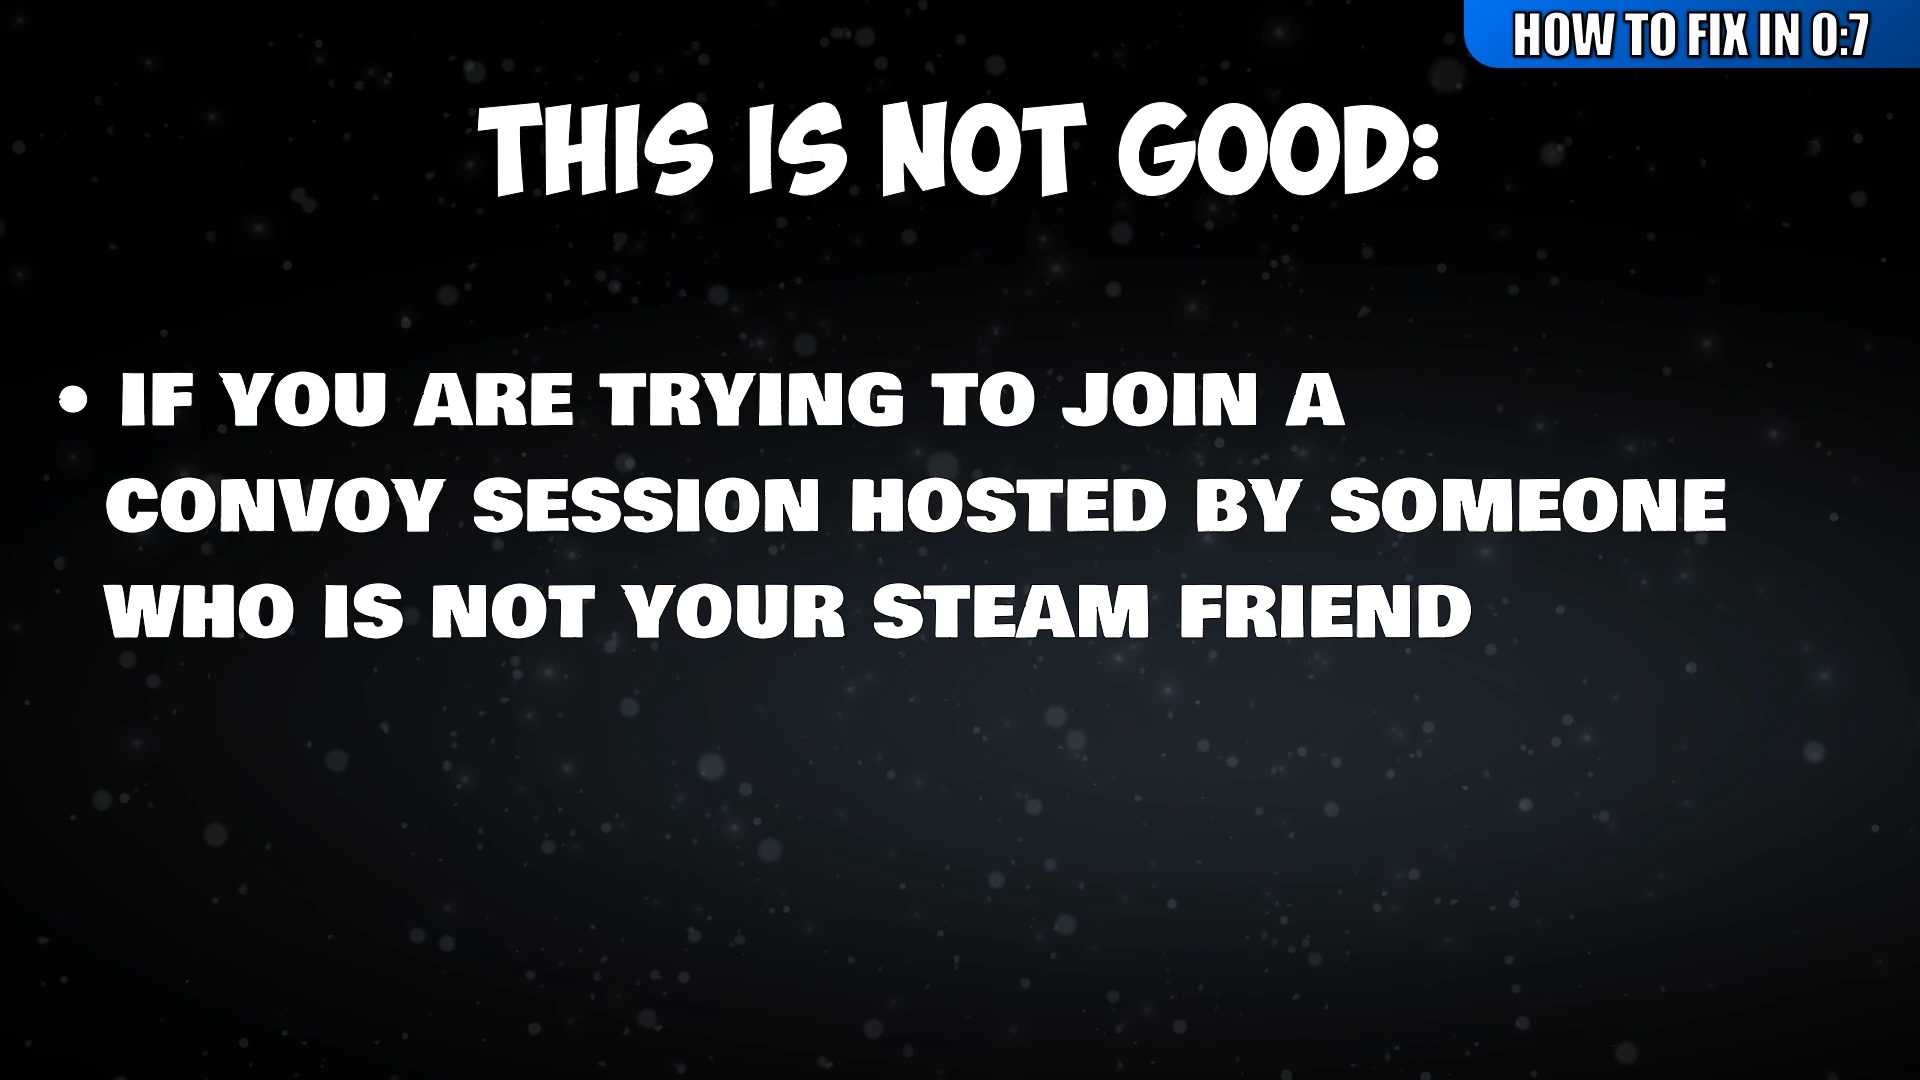 HOW TO FIX IN 0:7
THIS IS NOT GOOD:
• IF YOU ARE TRYING TO JOIN A
CONVOY SESSION HOSTED BY SOMEONE
WHO IS NOT YOUR STEAM FRIEND